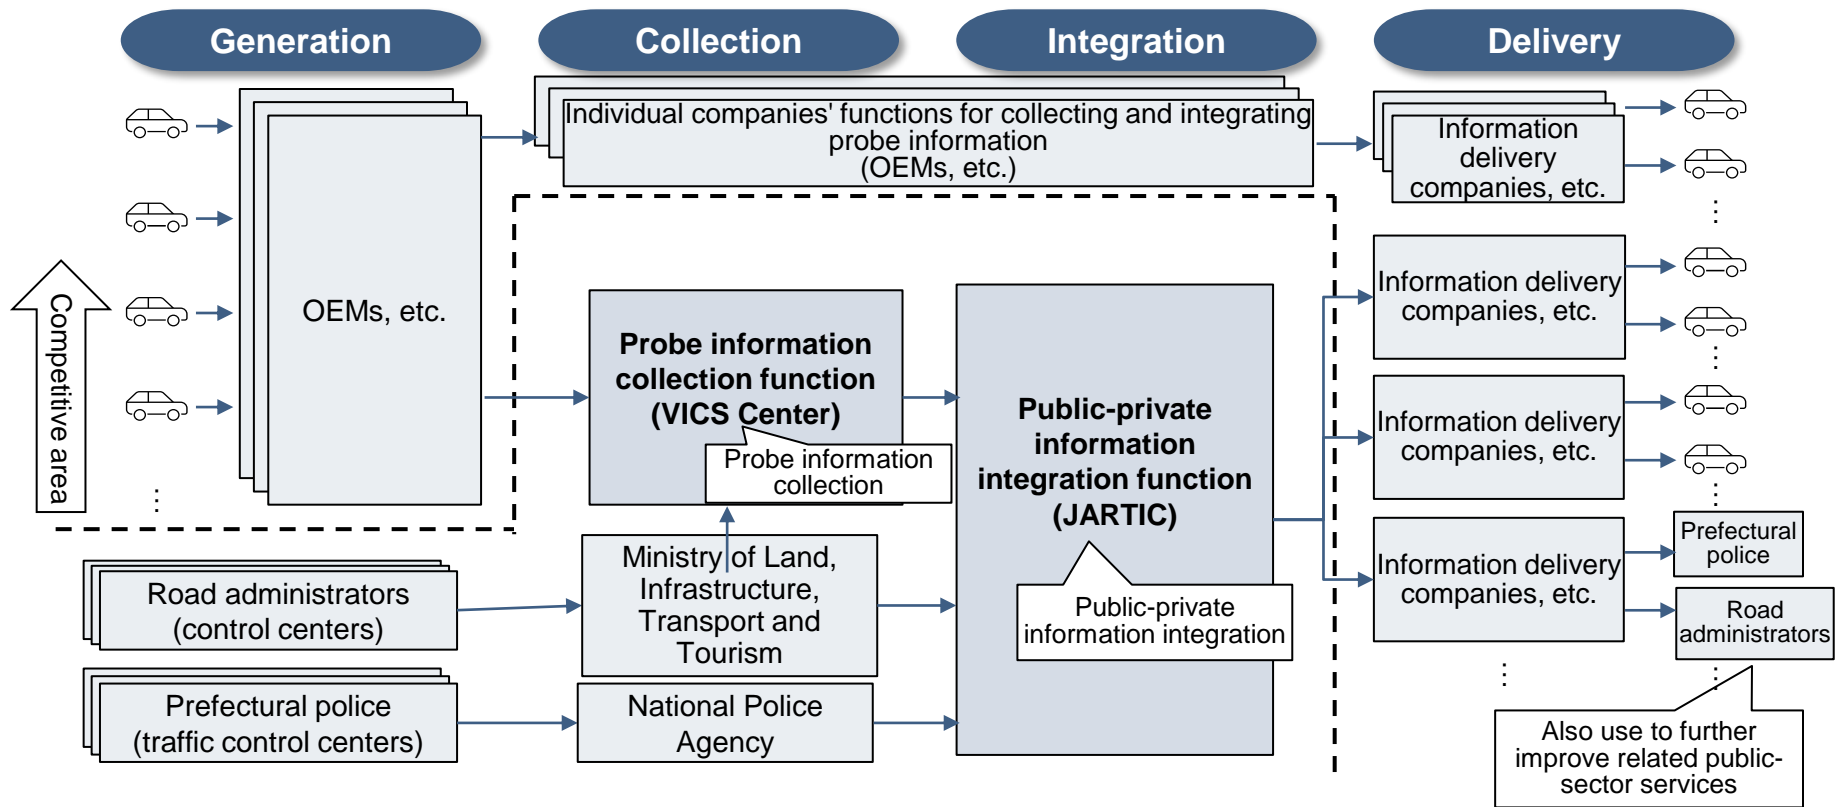 Generation
Collection
Integration
Delivery
Individual companies' functions for collecting and integrating
probe information
(OEMs, etc.)
Information
delivery
companies, etc.
⋮
Competitive area
OEMs, etc.
Probe information
collection function
(VICS Center)
Probe information
collection
Public-private
information
integration function
(JARTIC)
Public-private
information integration
Information delivery
companies, etc.
⋮
Information delivery
companies, etc.
⋮
Information delivery
companies, etc.
Prefectural
police
Road
administrators
⋮
⋮
⋮
Road administrators
(control centers)
Ministry of Land,
Infrastructure,
Transport and
Tourism
Prefectural police
(traffic control centers)
National Police
Agency
Also use to further
improve related public-
sector services